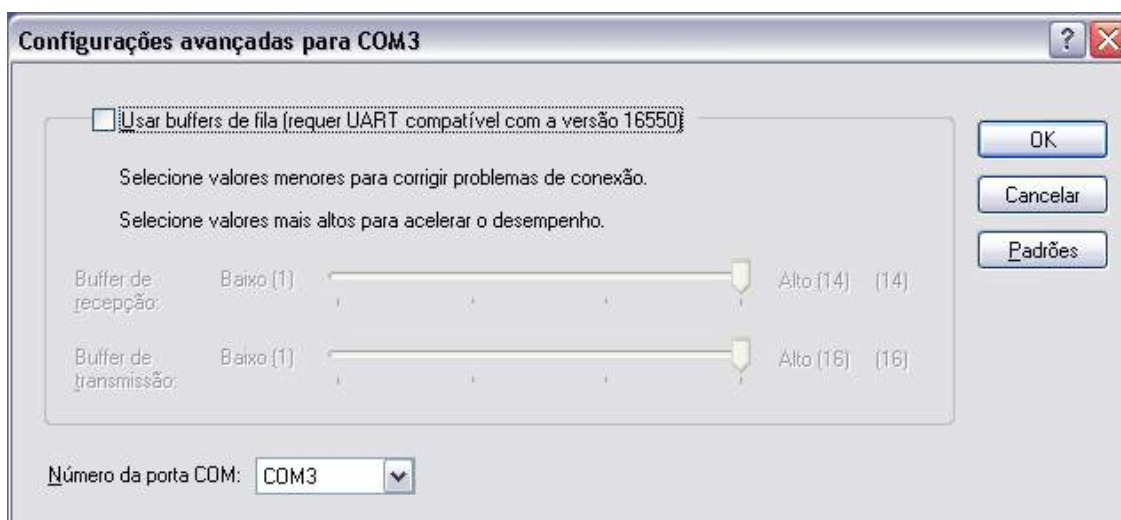 Configurações avançadas para COM3
Usar buffers de fila (requer UART compatível com a versão 16550)
OK
Selecione valores menores para corrigir problemas de conexão.
Cancelar
Selecione valores mais altos para acelerar o desempenho.
Padrões
Buffer de recepção: Baixo (1) Alto (14) (14)
Buffer de transmissão: Baixo (1) Alto (16) (16)
Número da porta COM: COM3